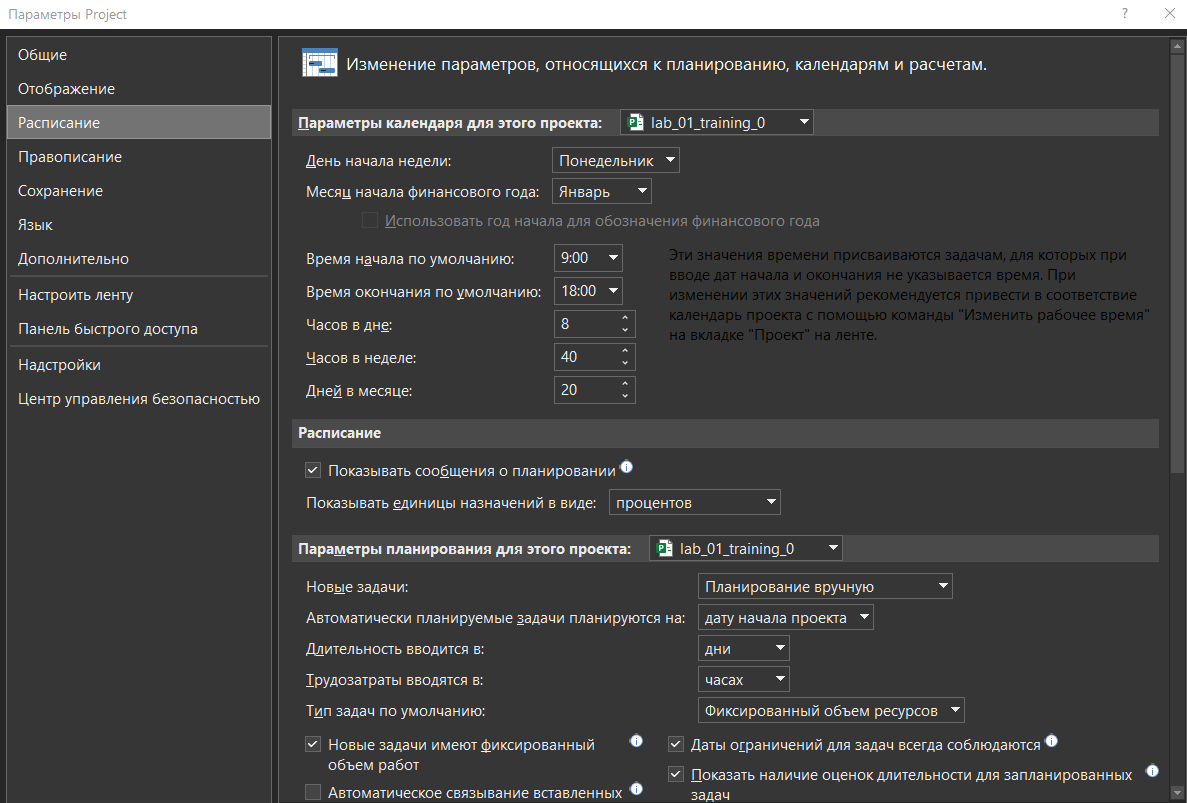 Параметры Project
?
Общие
Отображение
Расписание
Правописание
Сохранение
Язык
Дополнительно
Настроить ленту
Панель быстрого доступа
Надстройки
Центр управления безопасностью
Изменение параметров, относящихся к планированию, календарям и расчетам.
Параметры календаря для этого проекта: lab_01_training_0
День начала недели: Понедельник
Месяц начала финансового года: Январь
Использовать год начала для обозначения финансового года
Время начала по умолчанию: 9:00
Время окончания по умолчанию: 18:00
Часов в дне: 8
Часов в неделе: 40
Дней в месяце: 20
Эти значения времени присваиваются задачам, для которых при
вводе дат начала и окончания не указывается время. При
изменении этих значений рекомендуется привести в соответствие
календарь проекта с помощью команды "Изменить рабочее время"
на вкладке "Проект" на ленте.
Расписание
Показывать сообщения о планировании
Показывать единицы назначений в виде: процентов
Параметры планирования для этого проекта: lab_01_training_0
Новые задачи: Планирование вручную
Автоматически планируемые задачи планируются на: дату начала проекта
Длительность вводится в: дни
Трудозатраты вводятся в: часах
Тип задач по умолчанию: Фиксированный объем ресурсов
Новые задачи имеют фиксированный
объем работ
Автоматическое связывание вставленных
Даты ограничений для задач всегда соблюдаются
Показать наличие оценок длительности для запланированных
задач